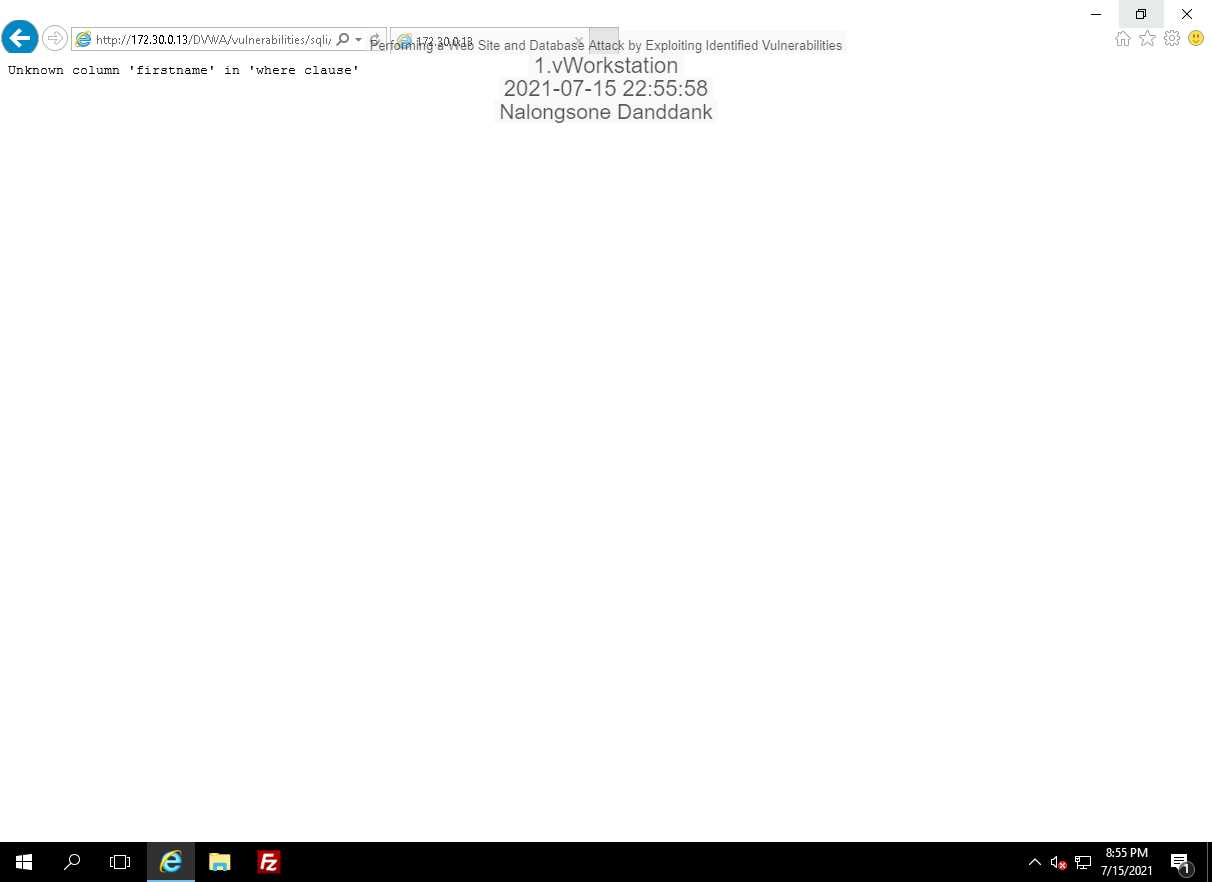 http://172.30.0.13/DVWA/vulnerabilities/sqli/
172.30.0.13
Performing a Web Site and Database Attack by Exploiting Identified Vulnerabilities
1.vWorkstation
2021-07-15 22:55:58
Nalongsone Danddank
Unknown column 'firstname' in 'where clause'
Fz
8:55 PM
7/15/2021
1